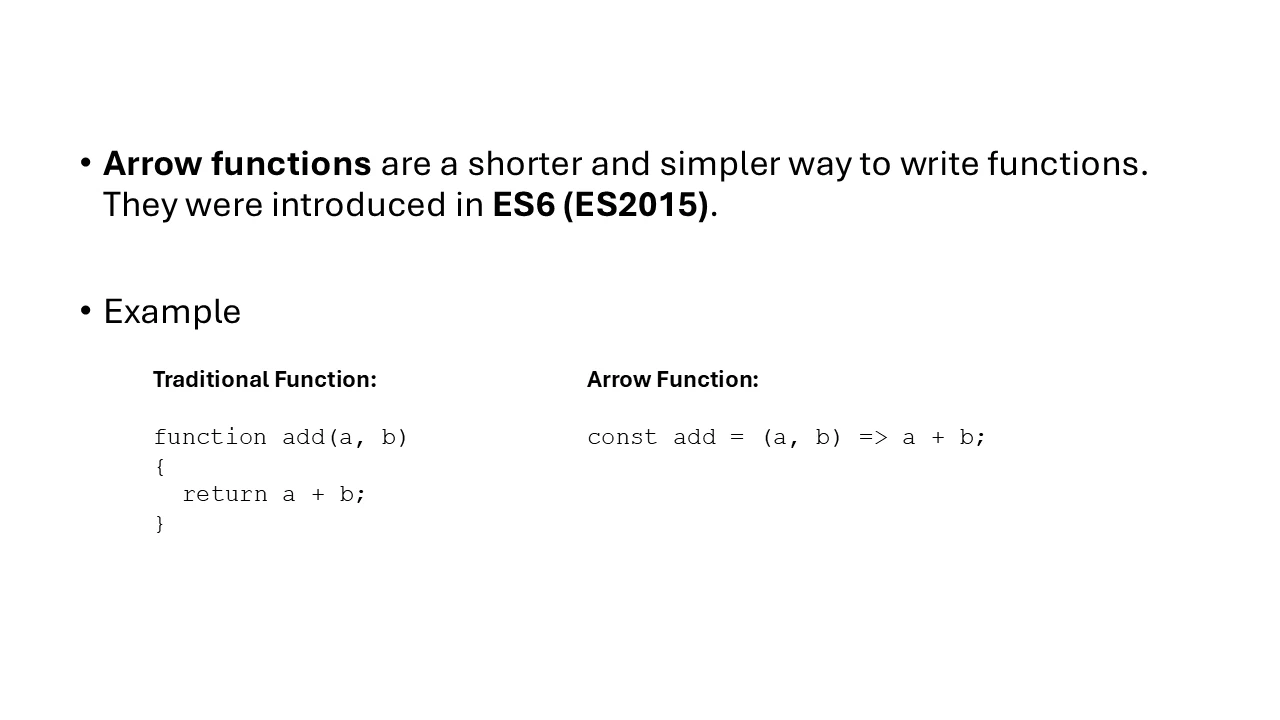 • Arrow functions are a shorter and simpler way to write functions.
They were introduced in ES6 (ES2015).
• Example
Traditional Function:
function add(a, b)
{
  return a + b;
}
Arrow Function:
const add = (a, b) => a + b;